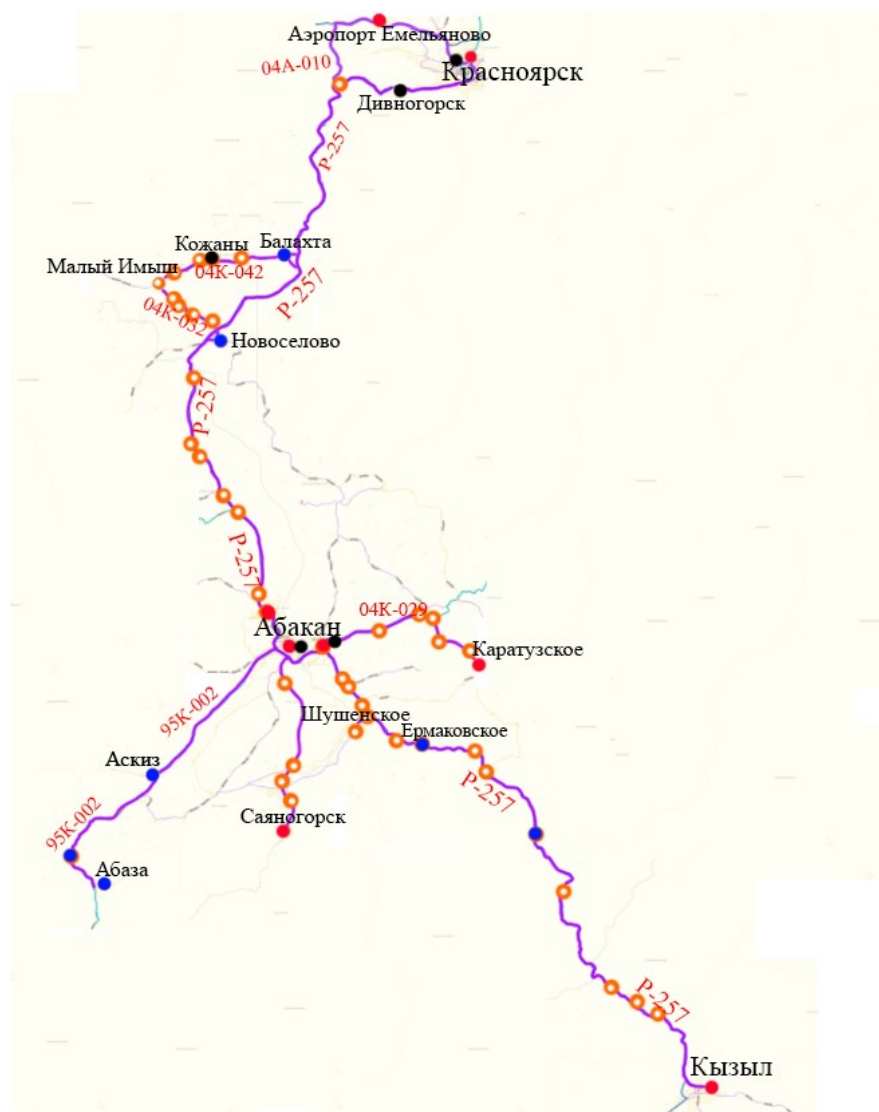 Аэропорт Емельяново
04А-010
Красноярск
Дивногорск
Р-257
Кожаны
Балахта
Малый Имыш
04К-042
Р-257
04К-032
Новоселово
Р-257
Р-257
04К-029
Абакан
Каратузское
95К-002
Шушенское
Ермаковское
Аскиз
Р-257
Саяногорск
95К-002
Абаза
Р-257
Кызыл